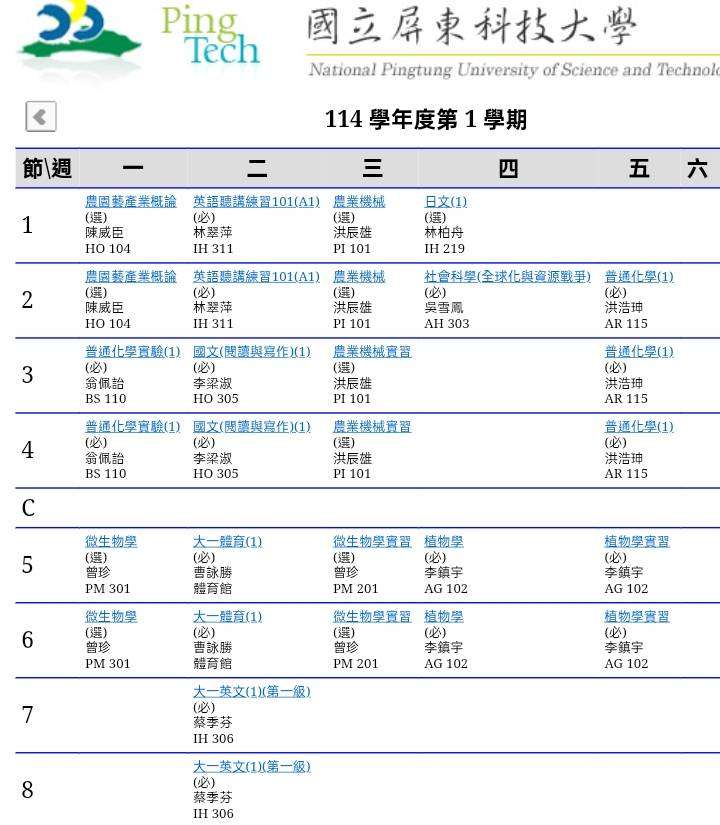 Ping
Tech
國立屏東科技大學
National Pingtung University of Science and Technolo
114 學年度第 1 學期
節\週 一 二 三 四 五 六
1
農園藝產業概論
(選)
陳威臣
HO 104
英語聽講練習101(A1)
(必)
林翠萍
IH 311
農業機械
(選)
洪辰雄
PI 101
日文(1)
(選)
林柏舟
IH 219
2
農園藝產業概論
(選)
陳威臣
HO 104
英語聽講練習101(A1)
(必)
林翠萍
IH 311
農業機械
(選)
洪辰雄
PI 101
社會科學(全球化與資源戰爭)
(必)
吳雪鳳
AH 303
普通化學(1)
(必)
洪浩珅
AR 115
3
普通化學實驗(1)
(必)
翁佩詒
BS 110
國文(閱讀與寫作)(1)
(必)
李梁淑
HO 305
農業機械實習
(選)
洪辰雄
PI 101
普通化學(1)
(必)
洪浩珅
AR 115
4
普通化學實驗(1)
(必)
翁佩詒
BS 110
國文(閱讀與寫作)(1)
(必)
李梁淑
HO 305
農業機械實習
(選)
洪辰雄
PI 101
普通化學(1)
(必)
洪浩珅
AR 115
C
5
微生物學
(選)
曾珍
PM 301
大一體育(1)
(必)
曹詠勝
體育館
微生物學實習
(選)
曾珍
PM 201
植物學
(必)
李鎮宇
AG 102
植物學實習
(必)
李鎮宇
AG 102
6
微生物學
(選)
曾珍
PM 301
大一體育(1)
(必)
曹詠勝
體育館
微生物學實習
(選)
曾珍
PM 201
植物學
(必)
李鎮宇
AG 102
植物學實習
(必)
李鎮宇
AG 102
7
大一英文(1)(第一級)
(必)
蔡季芬
IH 306
8
大一英文(1)(第一級)
(必)
蔡季芬
IH 306